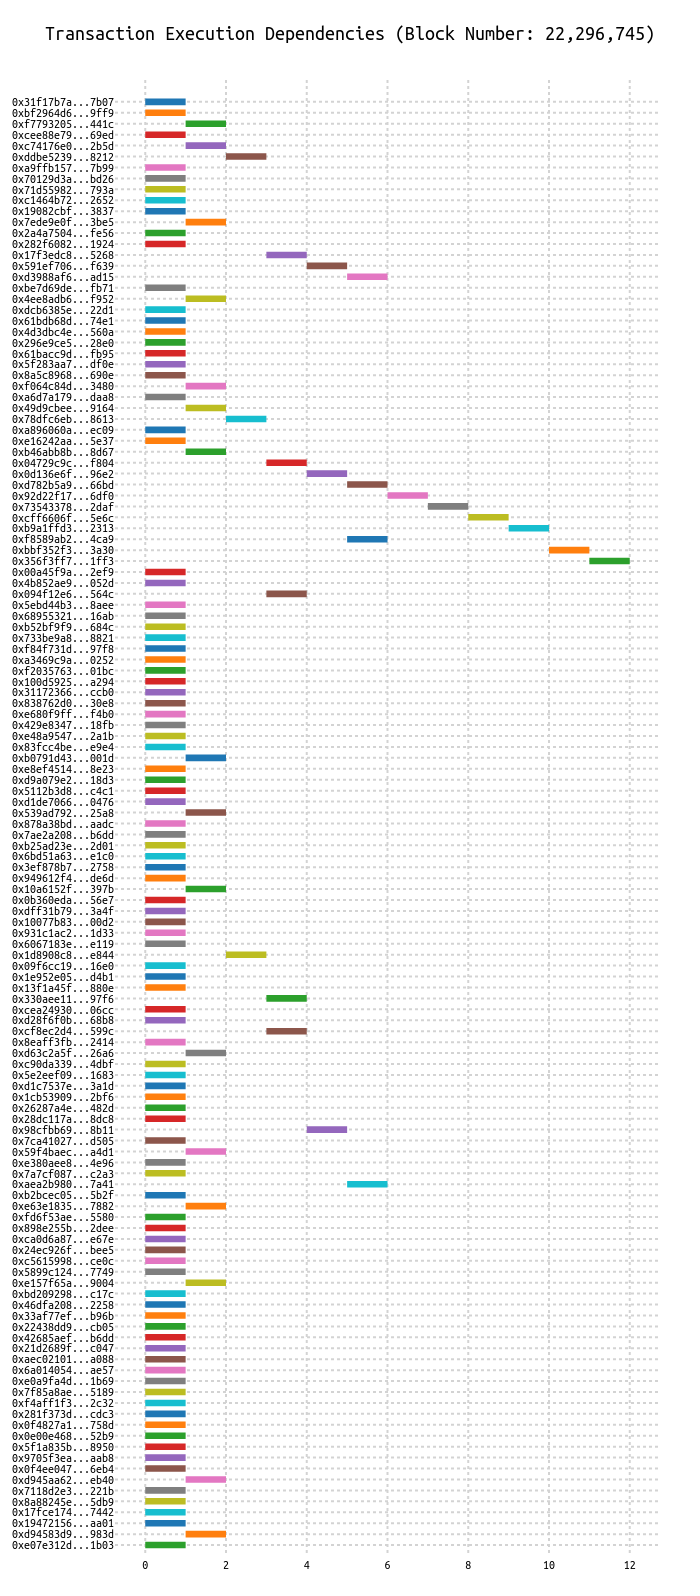 Transaction Execution Dependencies (Block Number: 22,296,745)
0x31f17b7a...7b07
0xbf2964d6...9ff9
0xf7793205...441c
0xcee88e79...69ed
0xc74176e0...2b5d
0xddbe5239...8212
0xa9ffb157...7b99
0x70129d3a...bd26
0x71d55982...793a
0xc1464b72...2652
0x19082cbf...3837
0x7ede9e0f...3be5
0x2a4a7504...fe56
0x282f6082...1924
0x17f3edc8...5268
0x591ef706...f639
0xd3988af6...ad15
0xbe7d69de...fb71
0x4ee8adb6...f952
0xdcb6385e...22d1
0x61bdb68d...74e1
0x4d3dbc4e...560a
0x296e9ce5...28e0
0x61bacc9d...fb95
0x5f283aa7...df0e
0x8a5c8968...690e
0xf064c84d...3480
0xa6d7a179...daa8
0x49d9cbee...9164
0x78dfc6eb...8613
0xa896060a...ec09
0xe16242aa...5e37
0xb46abb8b...8d67
0x04729c9c...f804
0x0d136e6f...96e2
0xd782b5a9...66bd
0x92d22f17...6df0
0x73543378...2daf
0xcff6606f...5e6c
0xb9a1ffd3...2313
0xf8589ab2...4ca9
0xbbf352f3...3a30
0x356f3ff7...1ff3
0x00a45f9a...2ef9
0x4b852ae9...052d
0x094f12e6...564c
0x5ebd44b3...8aee
0x68955321...16ab
0xb52bf9f9...684c
0x733be9a8...8821
0xf84f731d...97f8
0xa3469c9a...0252
0xf2035763...01bc
0x100d5925...a294
0x31172366...ccb0
0x838762d0...30e8
0xe680f9ff...f4b0
0x429e8347...18fb
0xe48a9547...2a1b
0x83fcc4be...e9e4
0xb0791d43...001d
0xe8ef4514...8e23
0xd9a079e2...18d3
0x5112b3d8...c4c1
0xd1de7066...0476
0x539ad792...25a8
0x878a38bd...aadc
0x7ae2a208...b6dd
0xb25ad23e...2d01
0x6bd51a63...e1c0
0x3ef878b7...2758
0x949612f4...de6d
0x10a6152f...397b
0x0b360eda...56e7
0xdff31b79...3a4f
0x10077b83...00d2
0x931c1ac2...1d33
0x6067183e...e119
0x1d8908c8...e844
0x09f6cc19...16e0
0x1e952e05...d4b1
0x13f1a45f...880e
0x330aee11...97f6
0xcea24930...06cc
0xd28f6f0b...68b8
0xcf8ec2d4...599c
0x8eaff3fb...2414
0xd63c2a5f...26a6
0xc90da339...4dbf
0x5e2eef09...1683
0xd1c7537e...3a1d
0x1cb53909...2bf6
0x26287a4e...482d
0x28dc117a...8dc8
0x98cfbb69...8b11
0x7ca41027...d505
0x59f4baec...a4d1
0xe380aee8...4e96
0x7a7cf087...c2a3
0xaea2b980...7a41
0xb2bcec05...5b2f
0xe63e1835...7882
0xfd6f53ae...5580
0x898e255b...2dee
0xca0d6a87...e67e
0x24ec926f...bee5
0xc5615998...ce0c
0x5899c124...7749
0xe157f65a...9004
0xbd209298...c17c
0x46dfa208...2258
0x33af77ef...b96b
0x22438dd9...cb05
0x42685aef...b6dd
0x21d2689f...c047
0xaec02101...a088
0x6a014054...ae57
0xe0a9fa4d...1b69
0x7f85a8ae...5189
0xf4aff1f3...2c32
0x281f373d...cdc3
0x0f4827a1...758d
0x0e00e468...52b9
0x5f1a835b...8950
0x9705f3ea...aab8
0x0f4ee047...6eb4
0xd945aa62...eb40
0x7118d2e3...221b
0x8a88245e...5db9
0x17fce174...7442
0x19472156...aa01
0xd94583d9...983d
0xe07e312d...1b03
0 2 4 6 8 10 12